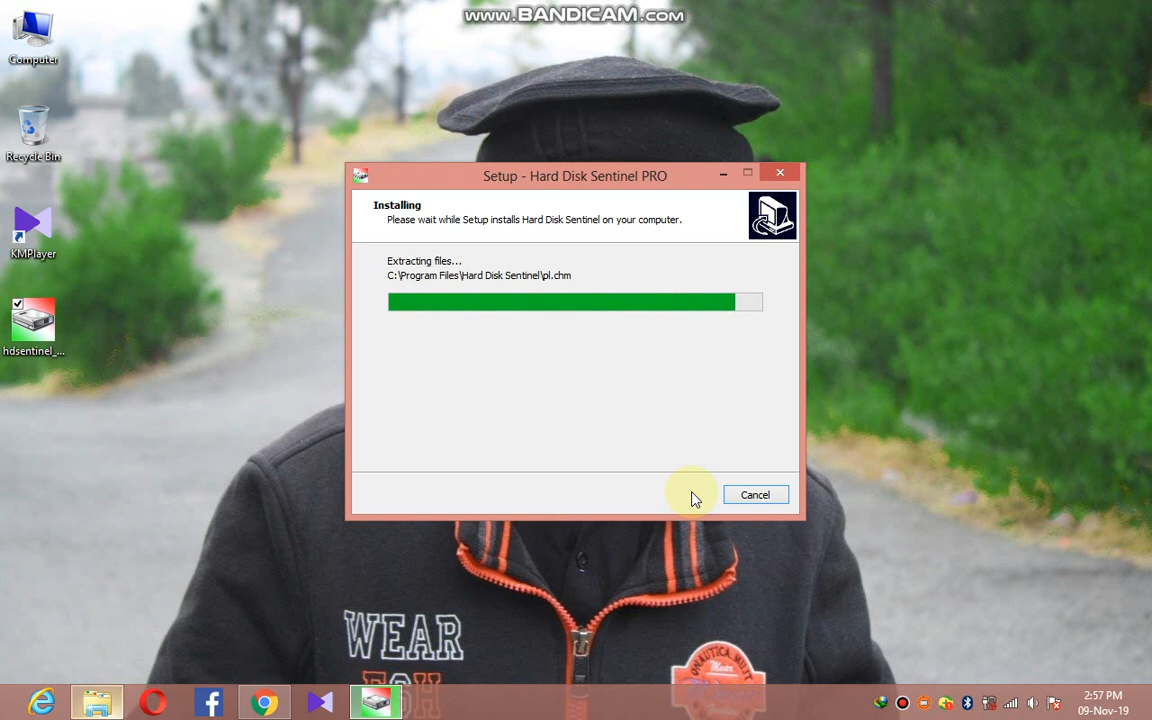 www.BANDICAM.com
Computer
Recycle Bin
KMPlayer
hdsentinel_...
Setup - Hard Disk Sentinel PRO
Installing
Please wait while Setup installs Hard Disk Sentinel on your computer.
Extracting files...
C:\Program Files\Hard Disk Sentinel\pl.chm
Cancel
WEAR
2:57 PM
09-Nov-19